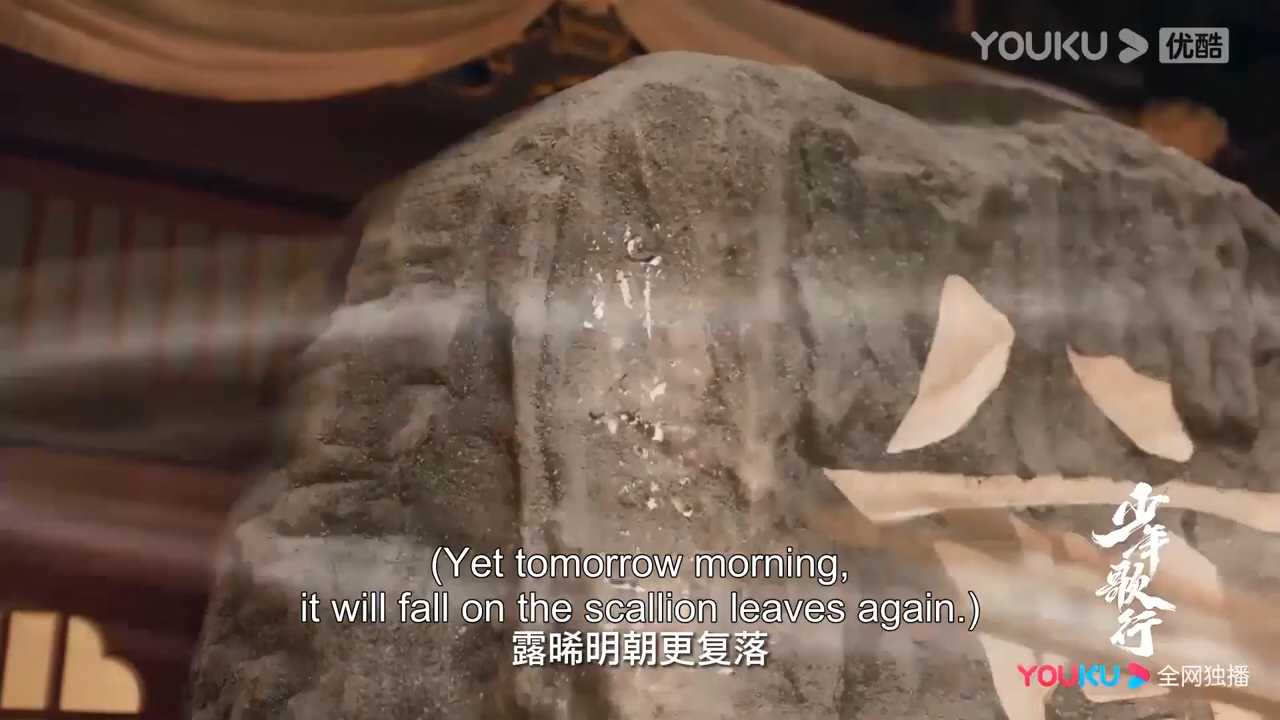 YOUKU 优酷
(Yet tomorrow morning,
it will fall on the scallion leaves again.)
露晞明朝更复落
少年歌行
YOUKU 全网独播